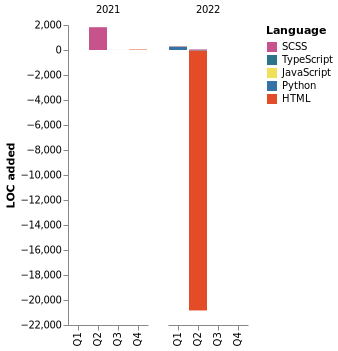 2021 2022
Language
SCSS
TypeScript
JavaScript
Python
HTML
LOC added
2,000
0
−2,000
−4,000
−6,000
−8,000
−10,000
−12,000
−14,000
−16,000
−18,000
−20,000
−22,000
Q1 Q2 Q3 Q4 Q1 Q2 Q3 Q4